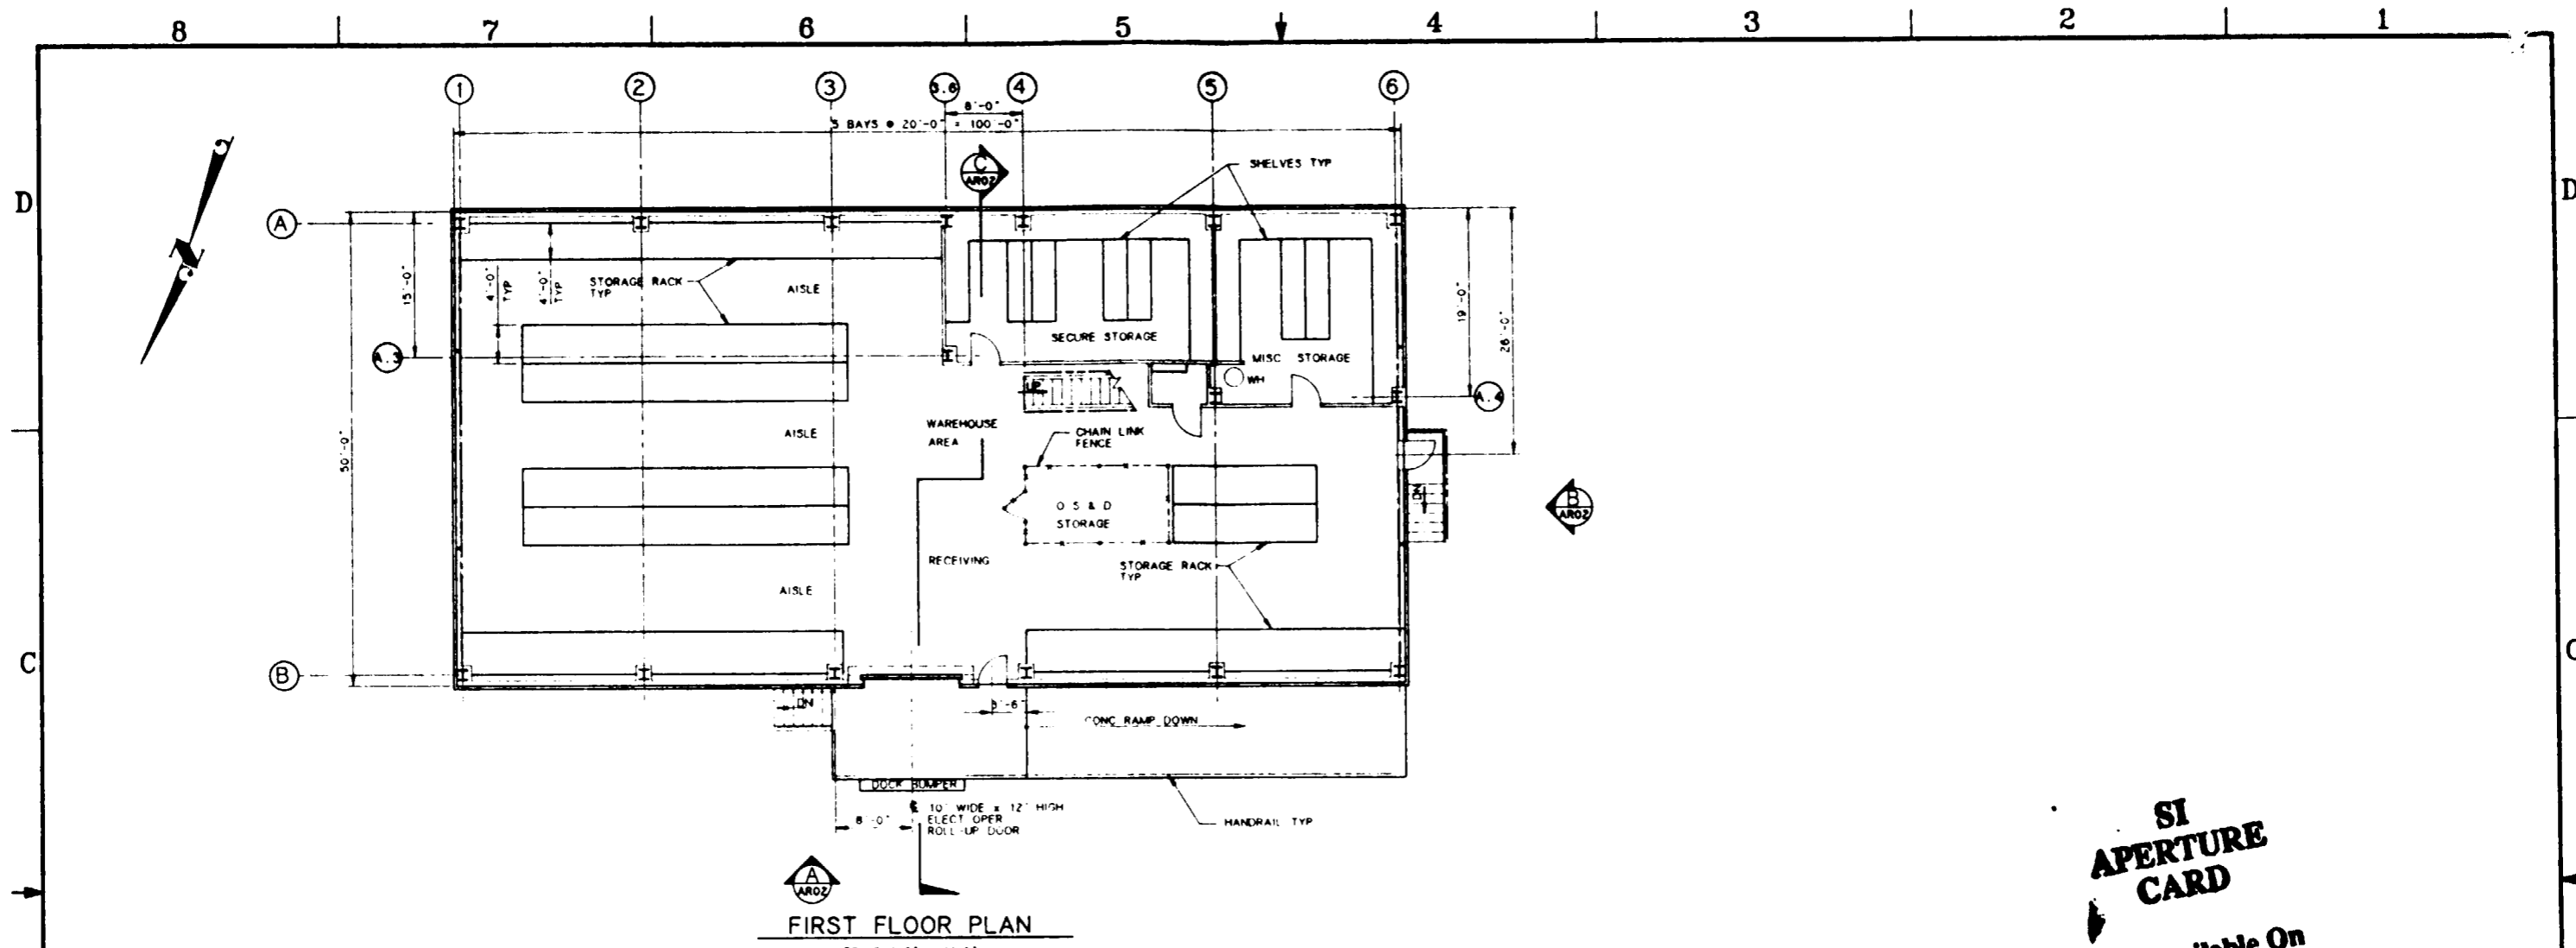 8 7 6 5 4 3 2 1
1 2 3 3.6 4 5 6
8'-0"
5 BAYS @ 20'-0" = 100'-0"
C
AR02
SHELVES TYP
D
D
A
15'-0"
4'-0"
TYP
4'-0"
TYP
STORAGE RACK
TYP
AISLE
19'-0"
26'-0"
SECURE STORAGE
A.3
MISC STORAGE
WH
UP
A.4
50'-0"
AISLE
WAREHOUSE
AREA
CHAIN LINK
FENCE
DN
O S & D
STORAGE
B
AR02
RECEIVING
STORAGE RACK
TYP
AISLE
C
B
DN
CONC RAMP DOWN
DOCK BUMPER
8'-0"
10' WIDE x 12' HIGH
ELECT OPER
ROLL-UP DOOR
HANDRAIL TYP
SI
APERTURE
CARD
A
AR02
FIRST FLOOR PLAN
On